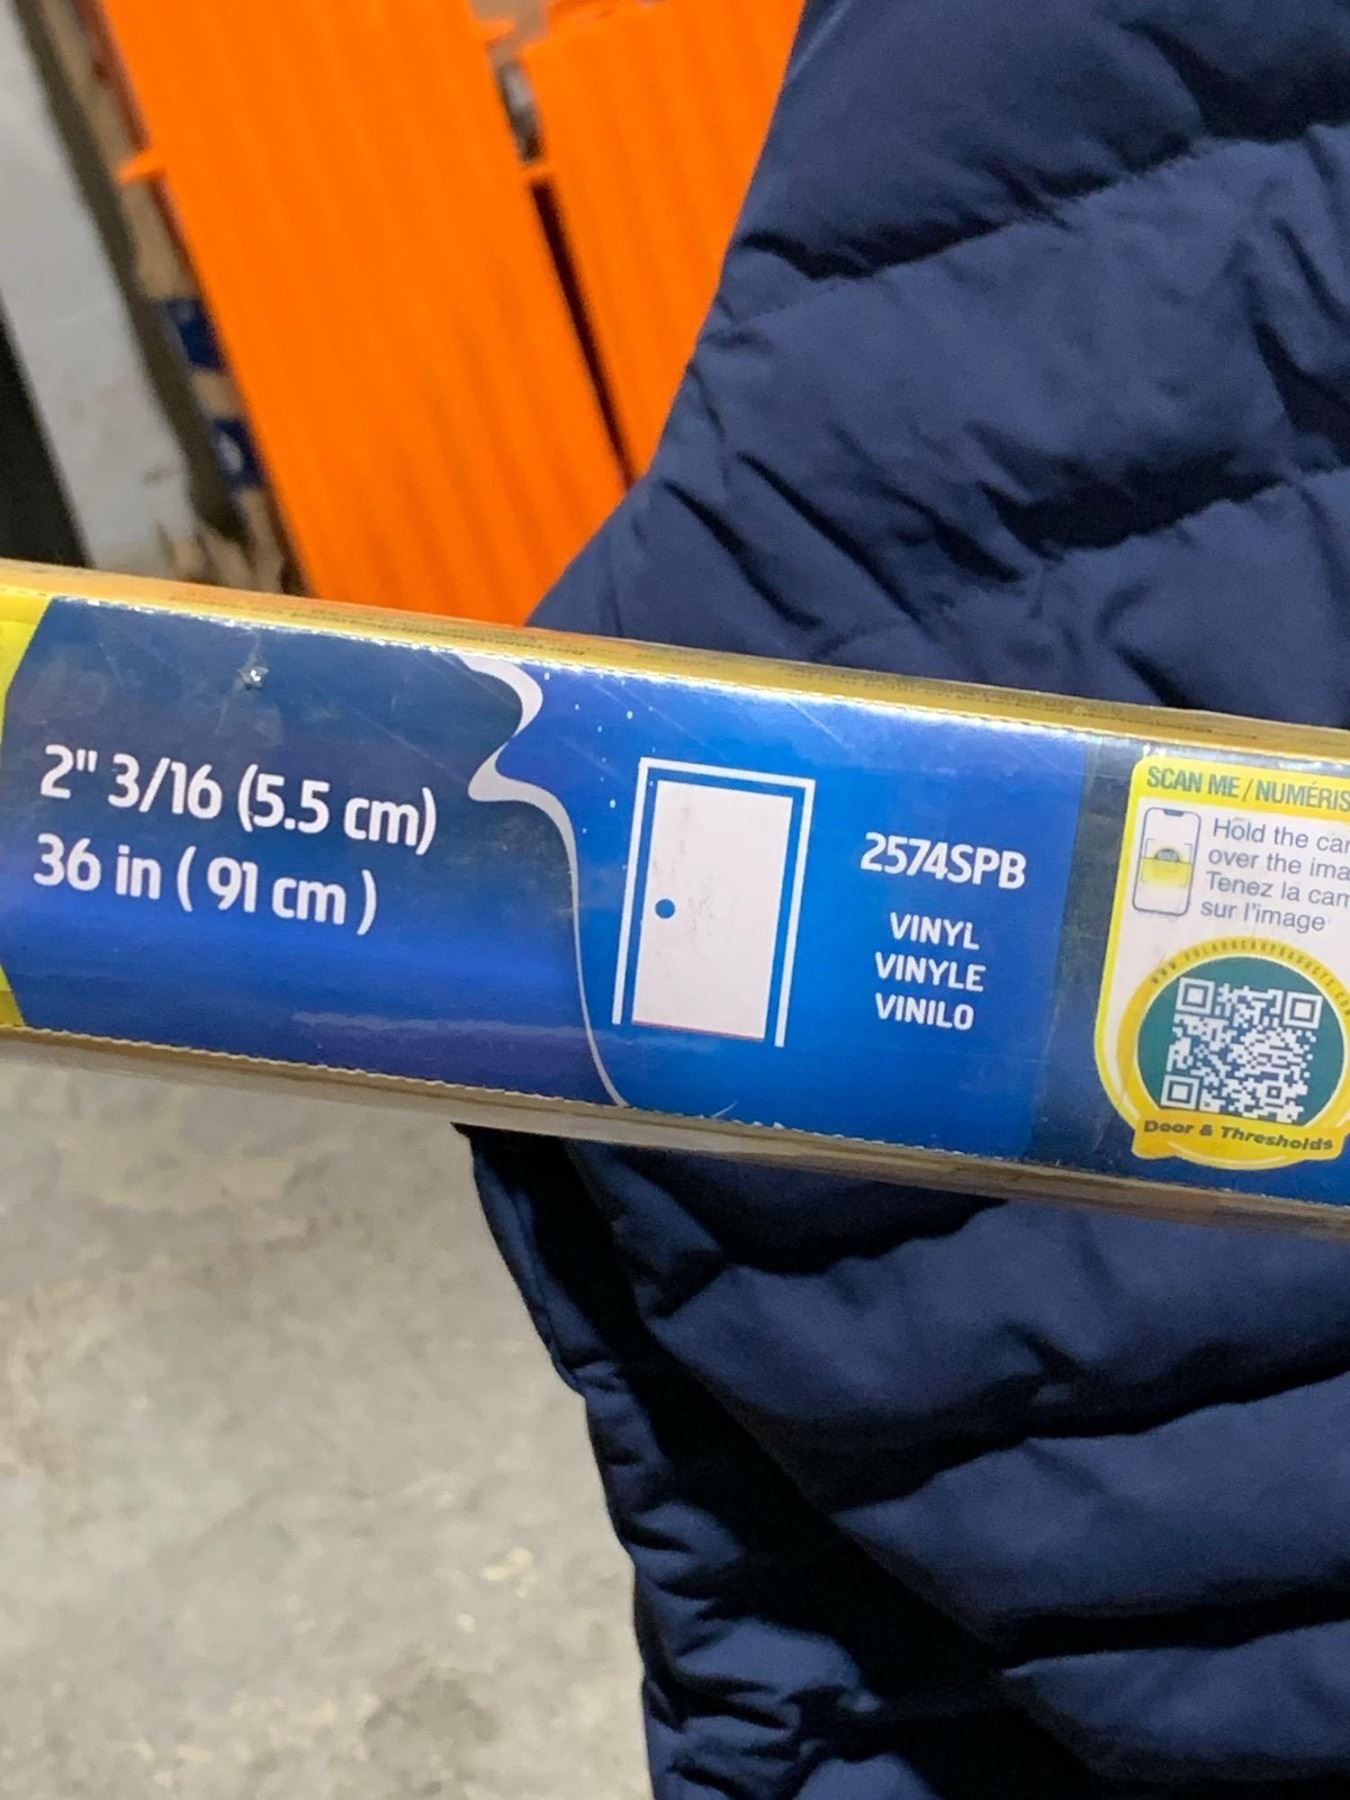 2" 3/16 (5.5 cm)
36 in ( 91 cm )
2574SPB
VINYL
VINYLE
VINILO
SCAN ME / NUMÉRIS
Hold the car
over the ima
Tenez la cam
sur l'image
Door & Thresholds